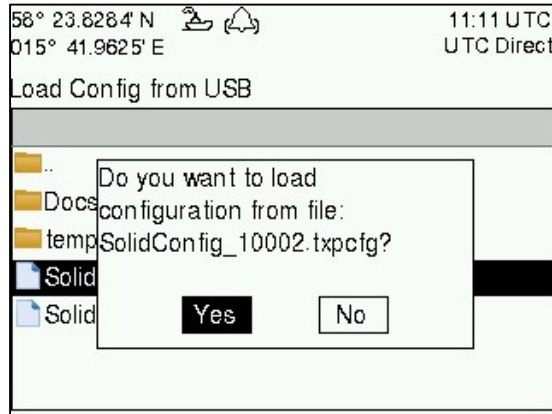 58° 23.8284' N
11:11 UTC
015° 41.9625' E
UTC Direct
Load Config from USB
..
Docs
temp
Solid
Solid
Do you want to load
configuration from file:
SolidConfig_10002.txpcfg?
Yes
No